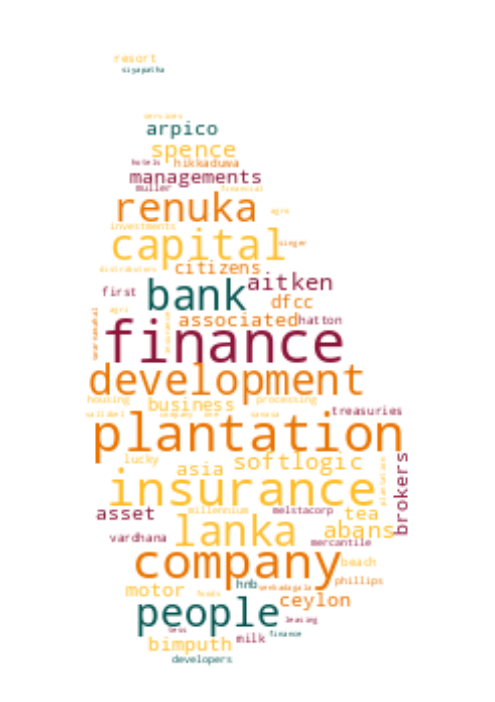 resort
siyapatha
services
arpico
spence
hotels hikkaduwa
managements
muller financial
renuka agro
investments
capital singer
distributors citizens
aitken
first bank dfcc
agri
associated hatton
finance
development
housing business processing
treasuries
plantation
lucky asia softlogic
insurance plantations
brokers
asset millennium melstacorp tea
lanka abans
vardhana mercantile
company beach
motor hnb phillips
foods ceylon
people leasing
finance
bimputh milk
developers